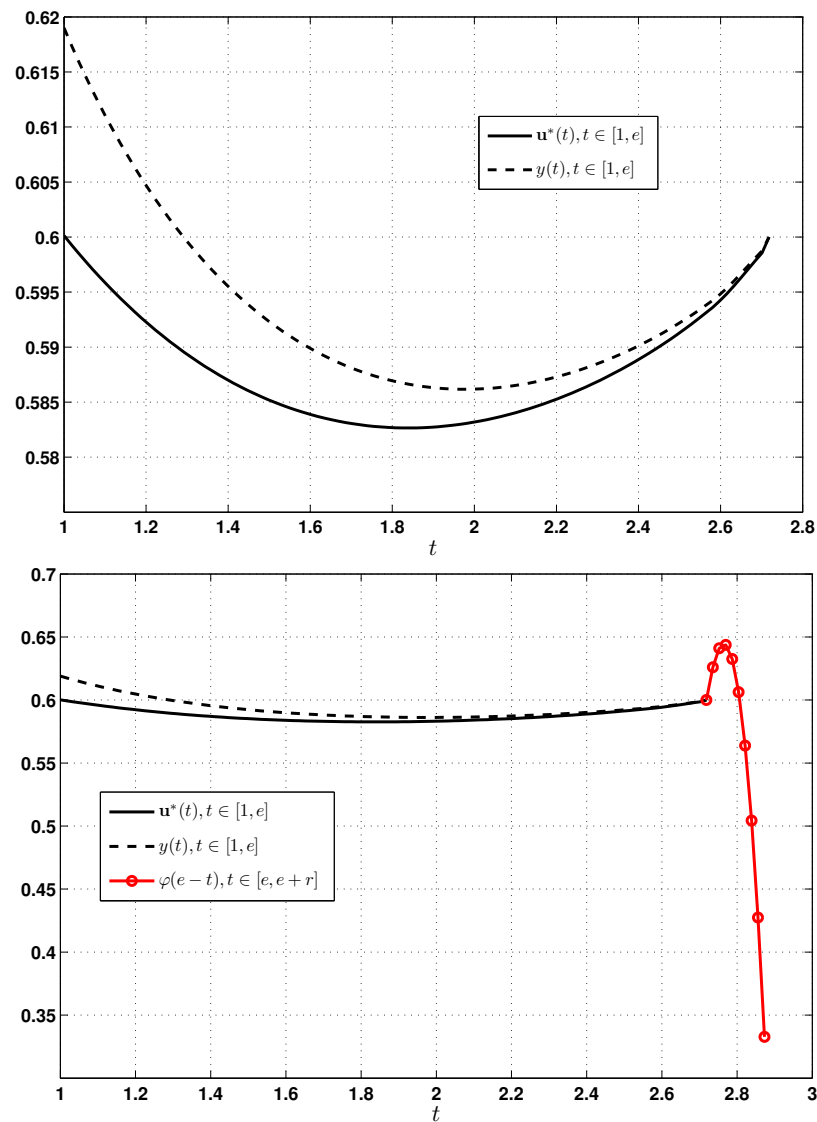 0.62
0.615
0.61
0.605
0.6
0.595
0.59
0.585
0.58
u*(t), t ∈ [1, e]
y(t), t ∈ [1, e]
1 1.2 1.4 1.6 1.8 2 2.2 2.4 2.6 2.8
t
0.7
0.65
0.6
0.55
0.5
0.45
0.4
0.35
u*(t), t ∈ [1, e]
y(t), t ∈ [1, e]
φ(e − t), t ∈ [e, e + r]
1 1.2 1.4 1.6 1.8 2 2.2 2.4 2.6 2.8 3
t